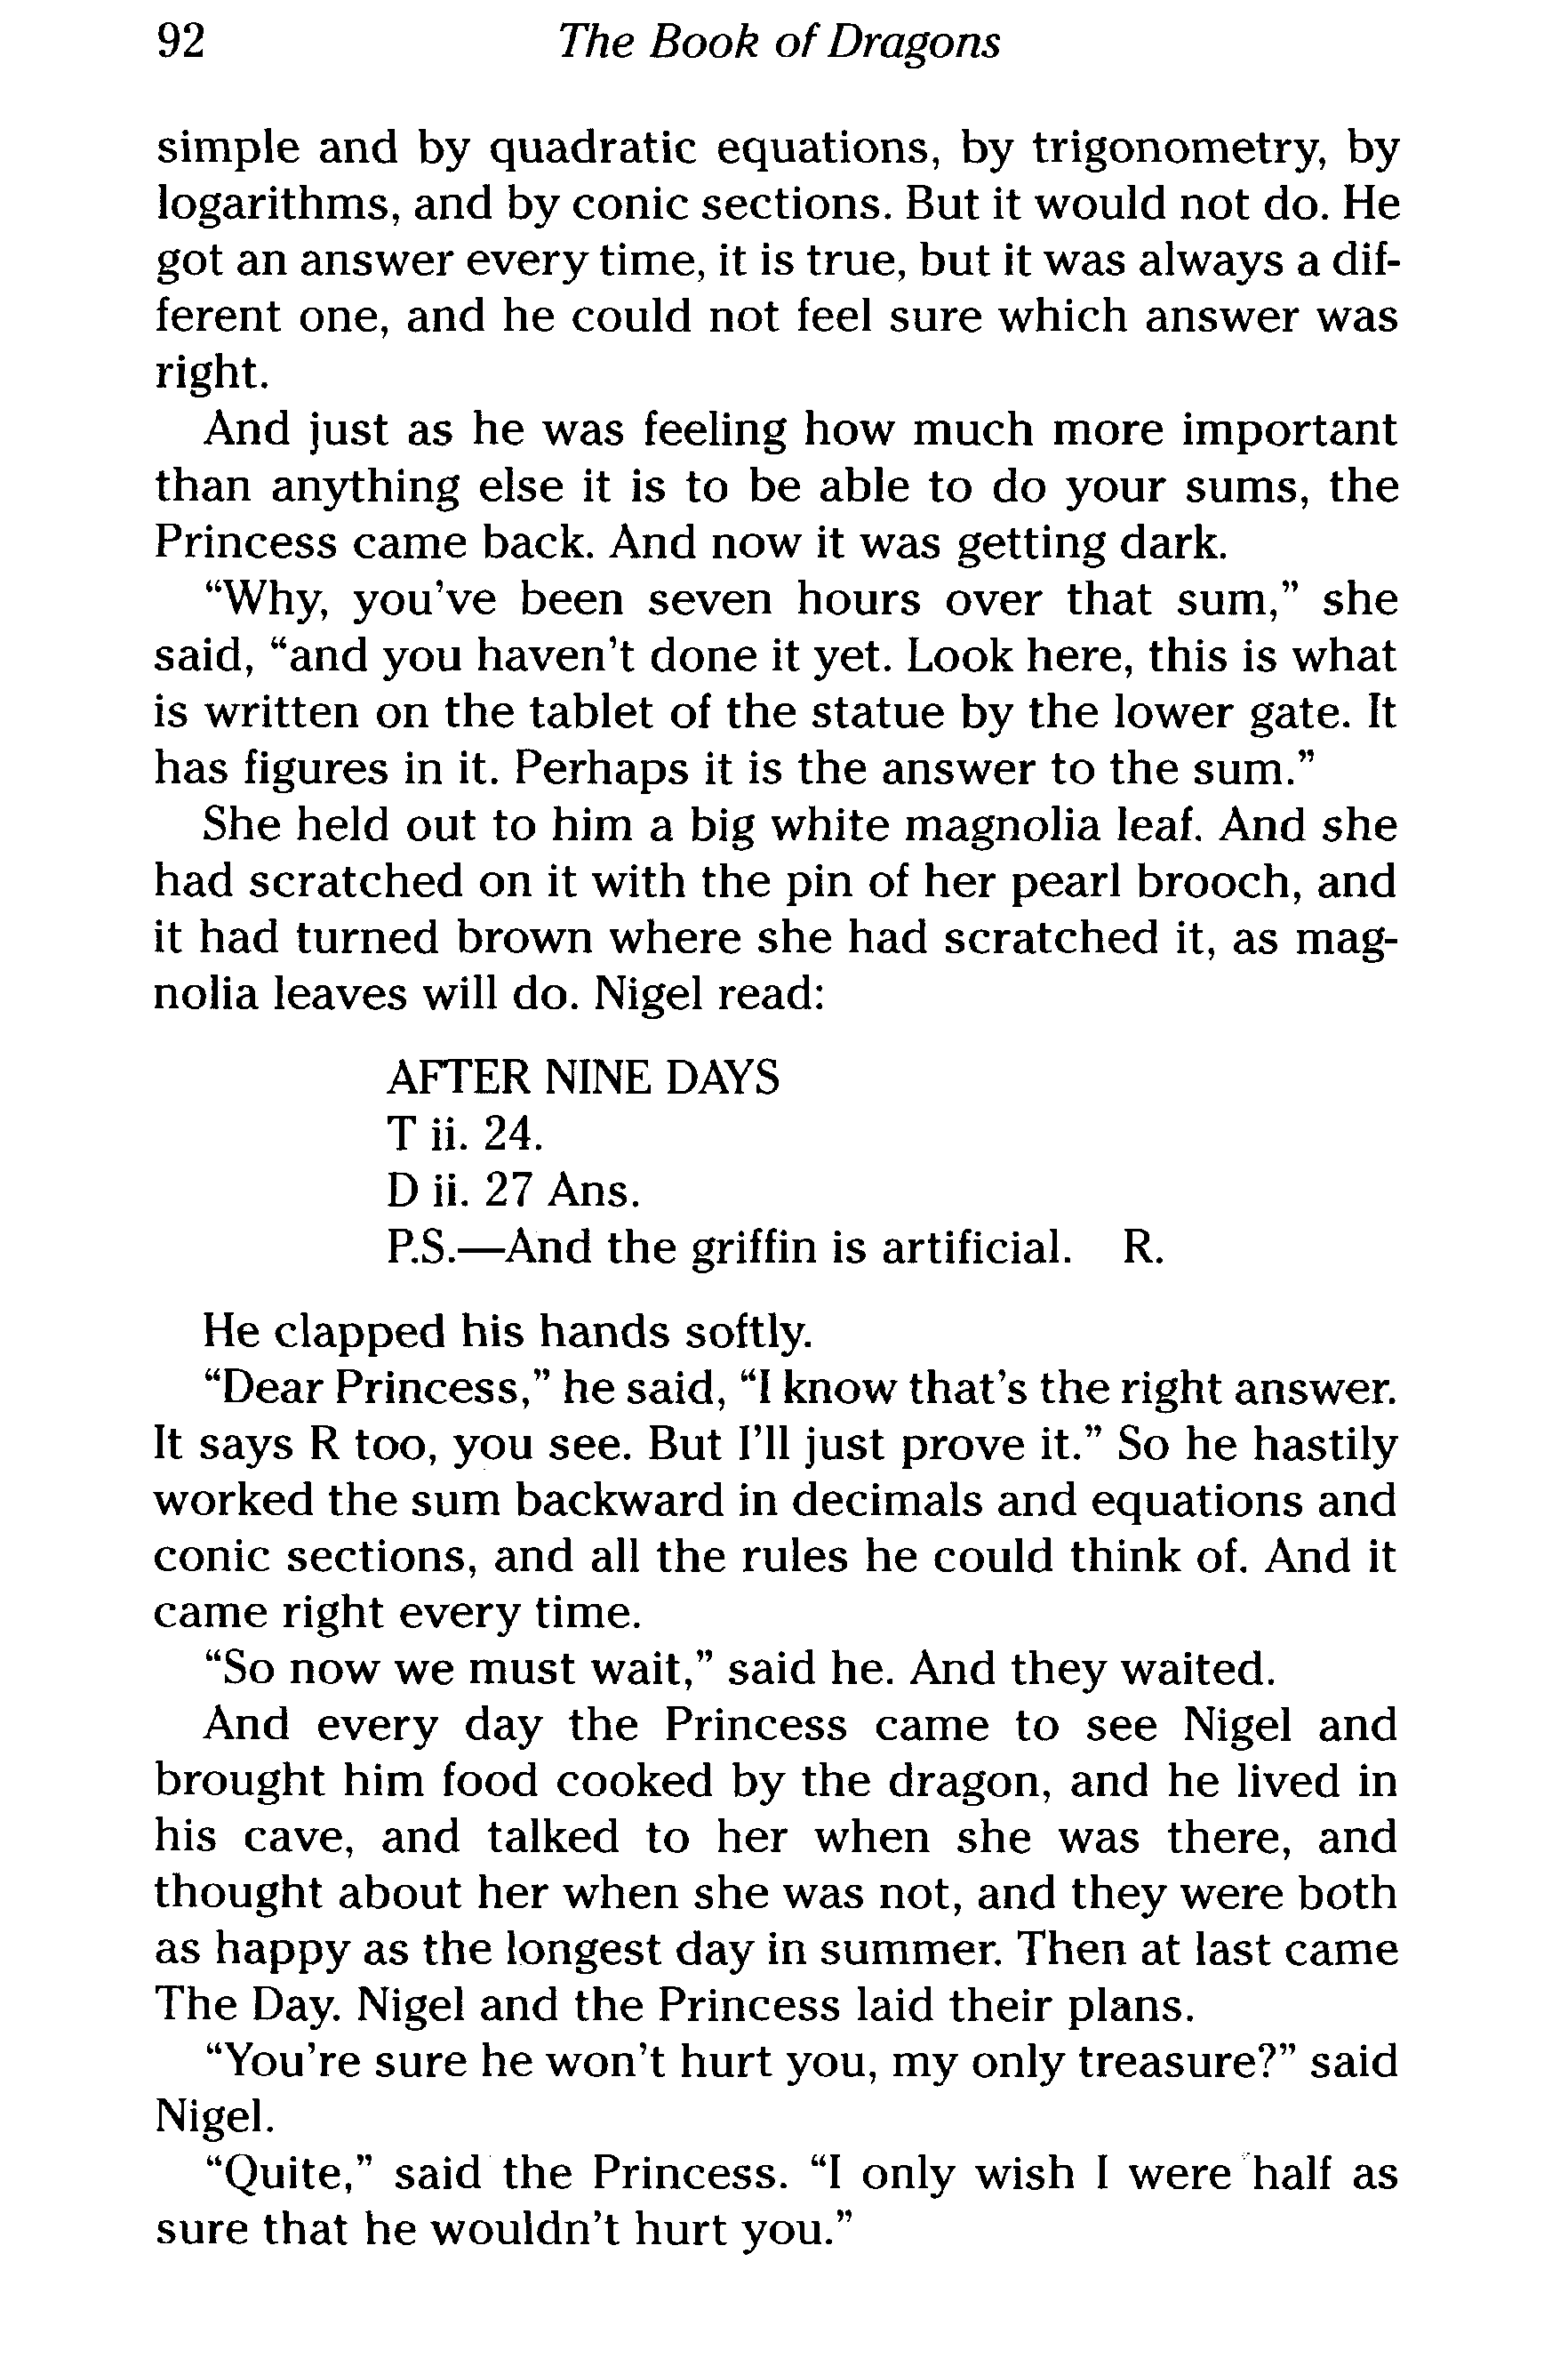 92 The Book of Dragons
simple and by quadratic equations, by trigonometry, by
logarithms, and by conic sections. But it would not do. He
got an answer every time, it is true, but it was always a dif-
ferent one, and he could not feel sure which answer was
right.
And just as he was feeling how much more important
than anything else it is to be able to do your sums, the
Princess came back. And now it was getting dark.
“Why, you’ve been seven hours over that sum,” she
said, “and you haven’t done it yet. Look here, this is what
is written on the tablet of the statue by the lower gate. It
has figures in it. Perhaps it is the answer to the sum.”
She held out to him a big white magnolia leaf. And she
had scratched on it with the pin of her pearl brooch, and
it had turned brown where she had scratched it, as mag-
nolia leaves will do. Nigel read:
AFTER NINE DAYS
T ii. 24.
D ii. 27 Ans.
P.S.—And the griffin is artificial. R.
He clapped his hands softly.
“Dear Princess,” he said, “I know that’s the right answer.
It says R too, you see. But I’ll just prove it.” So he hastily
worked the sum backward in decimals and equations and
conic sections, and all the rules he could think of. And it
came right every time.
“So now we must wait,” said he. And they waited.
And every day the Princess came to see Nigel and
brought him food cooked by the dragon, and he lived in
his cave, and talked to her when she was there, and
thought about her when she was not, and they were both
as happy as the longest day in summer. Then at last came
The Day. Nigel and the Princess laid their plans.
“You’re sure he won’t hurt you, my only treasure?” said
Nigel.
“Quite,” said the Princess. “I only wish I were half as
sure that he wouldn’t hurt you.”